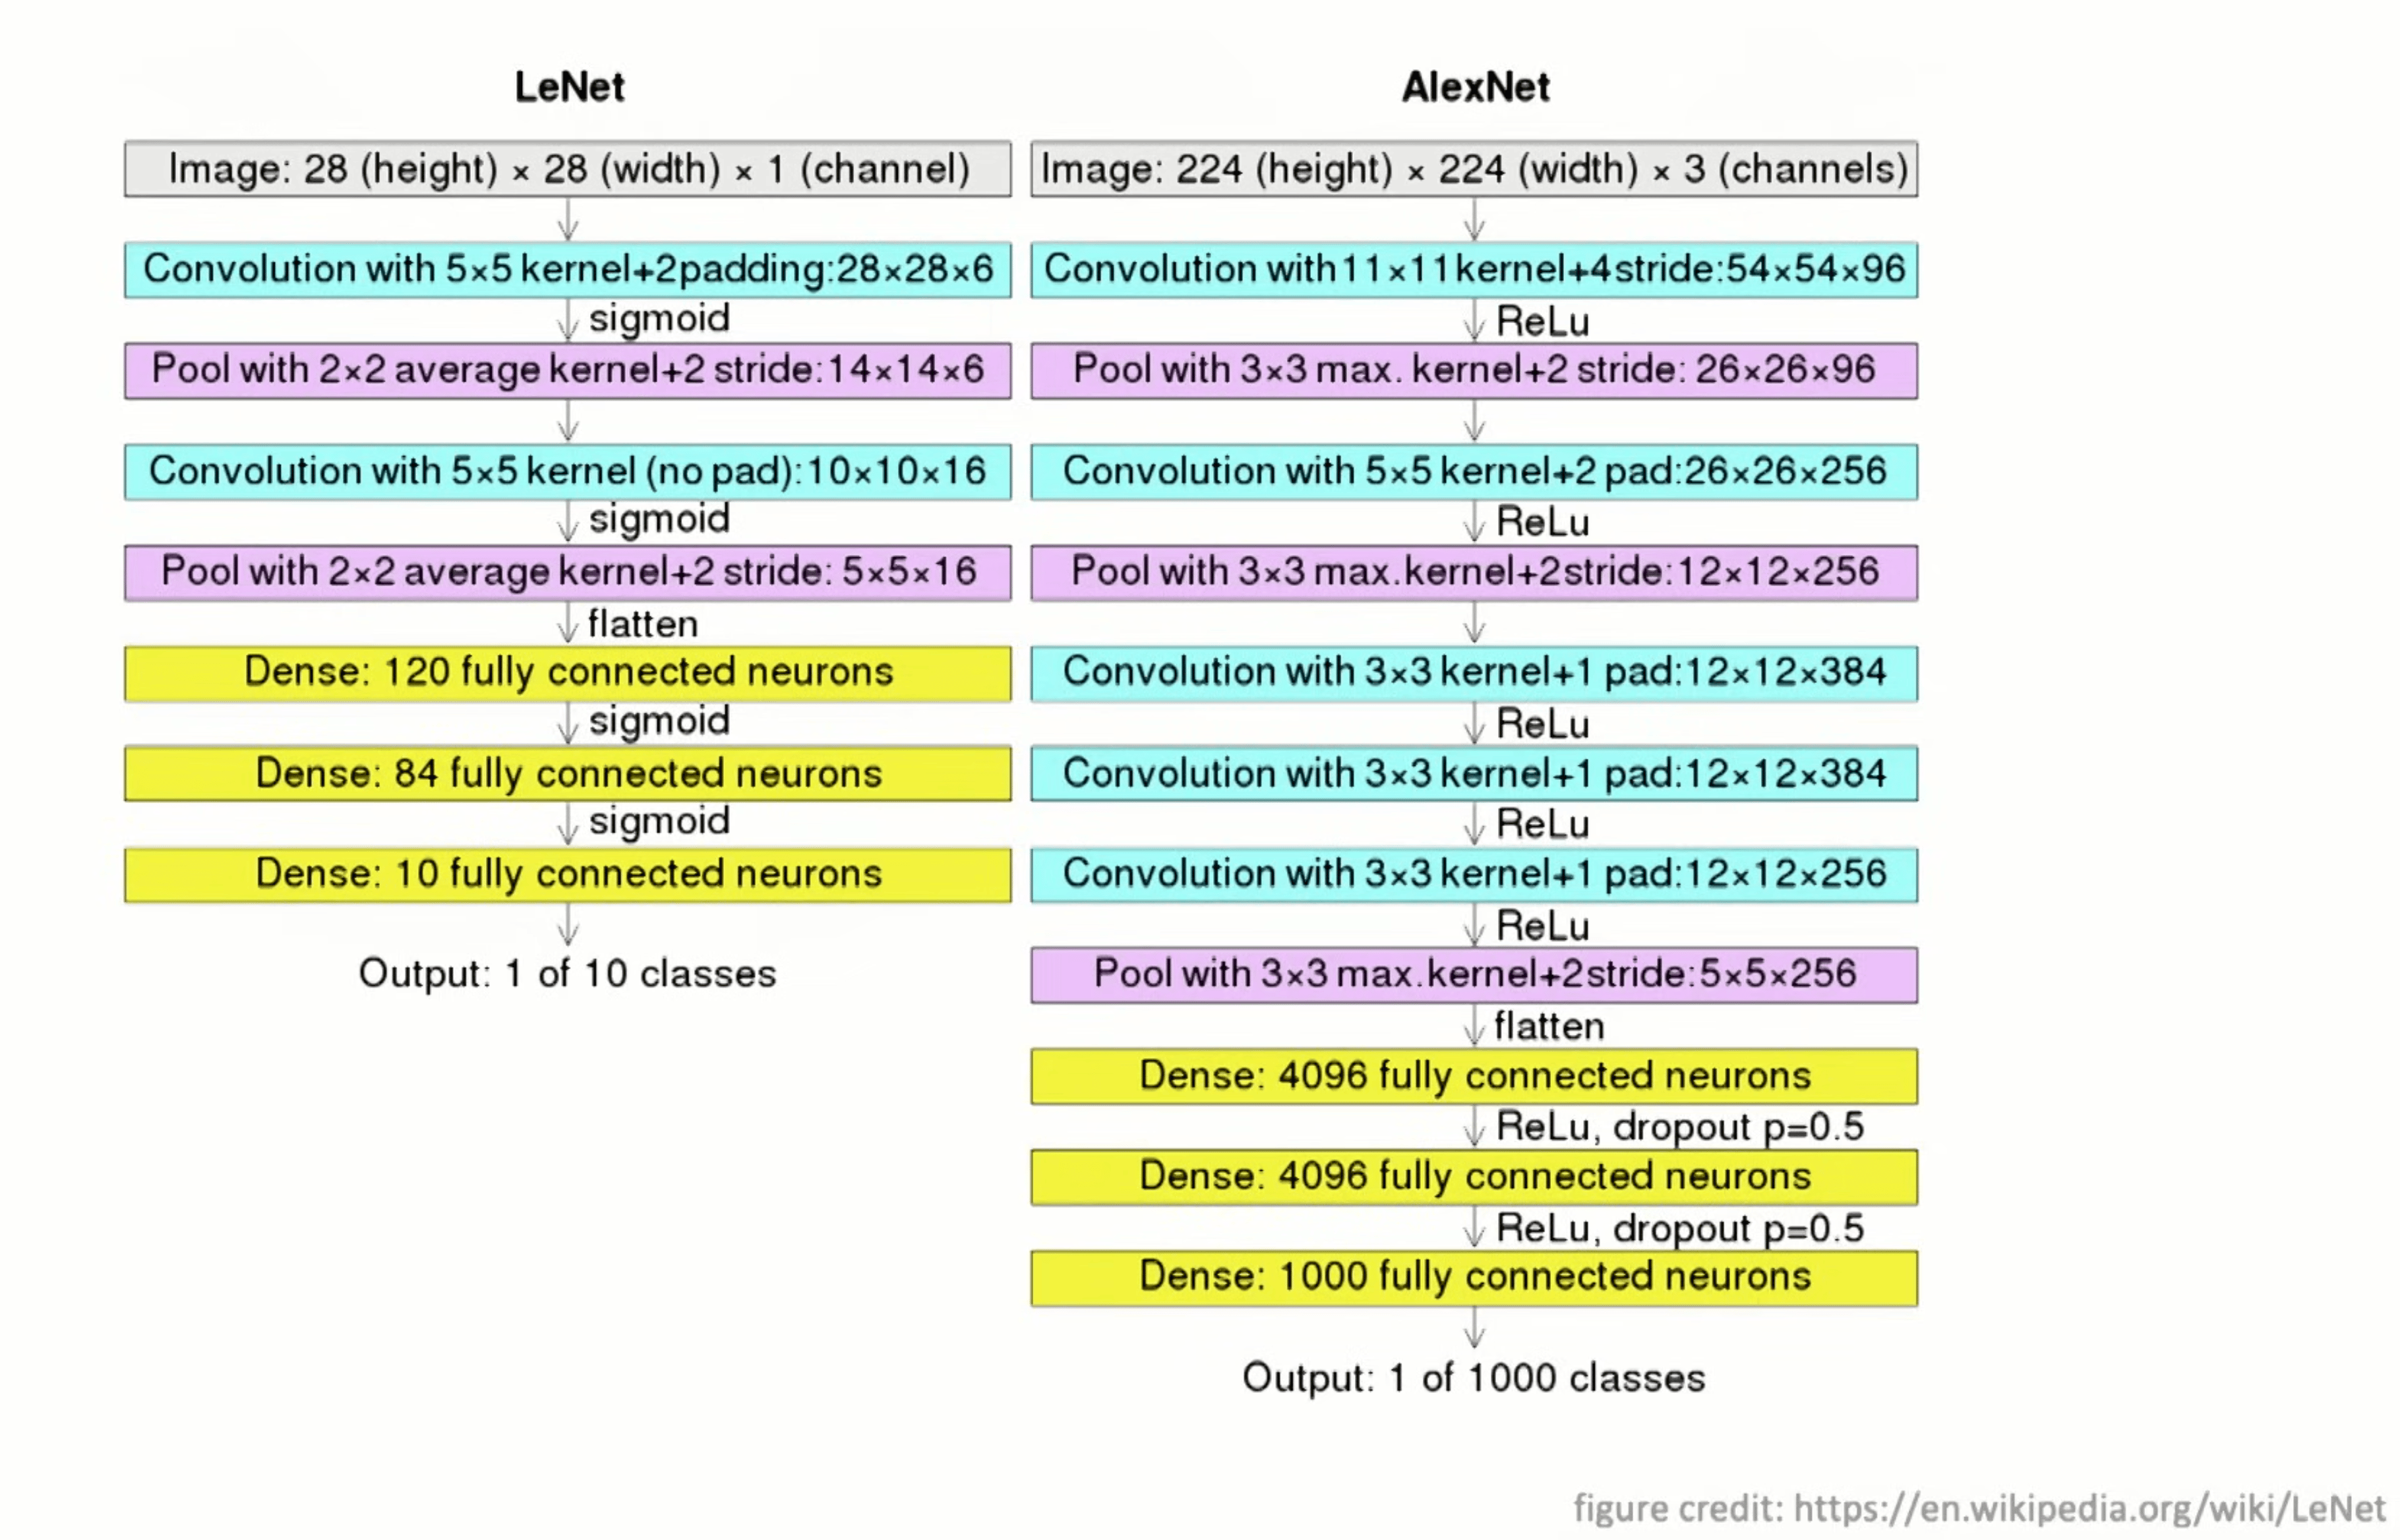 LeNet
Image: 28 (height) × 28 (width) × 1 (channel)
Convolution with 5×5 kernel+2padding:28×28×6
sigmoid
Pool with 2×2 average kernel+2 stride:14×14×6
Convolution with 5×5 kernel (no pad):10×10×16
sigmoid
Pool with 2×2 average kernel+2 stride: 5×5×16
flatten
Dense: 120 fully connected neurons
sigmoid
Dense: 84 fully connected neurons
sigmoid
Dense: 10 fully connected neurons
Output: 1 of 10 classes
AlexNet
Image: 224 (height) × 224 (width) × 3 (channels)
Convolution with 11×11 kernel+4 stride:54×54×96
ReLu
Pool with 3×3 max. kernel+2 stride: 26×26×96
Convolution with 5×5 kernel+2 pad:26×26×256
ReLu
Pool with 3×3 max.kernel+2stride:12×12×256
Convolution with 3×3 kernel+1 pad:12×12×384
ReLu
Convolution with 3×3 kernel+1 pad:12×12×384
ReLu
Convolution with 3×3 kernel+1 pad:12×12×256
ReLu
Pool with 3×3 max.kernel+2stride:5×5×256
flatten
Dense: 4096 fully connected neurons
ReLu, dropout p=0.5
Dense: 4096 fully connected neurons
ReLu, dropout p=0.5
Dense: 1000 fully connected neurons
Output: 1 of 1000 classes
figure credit: https://en.wikipedia.org/wiki/LeNet